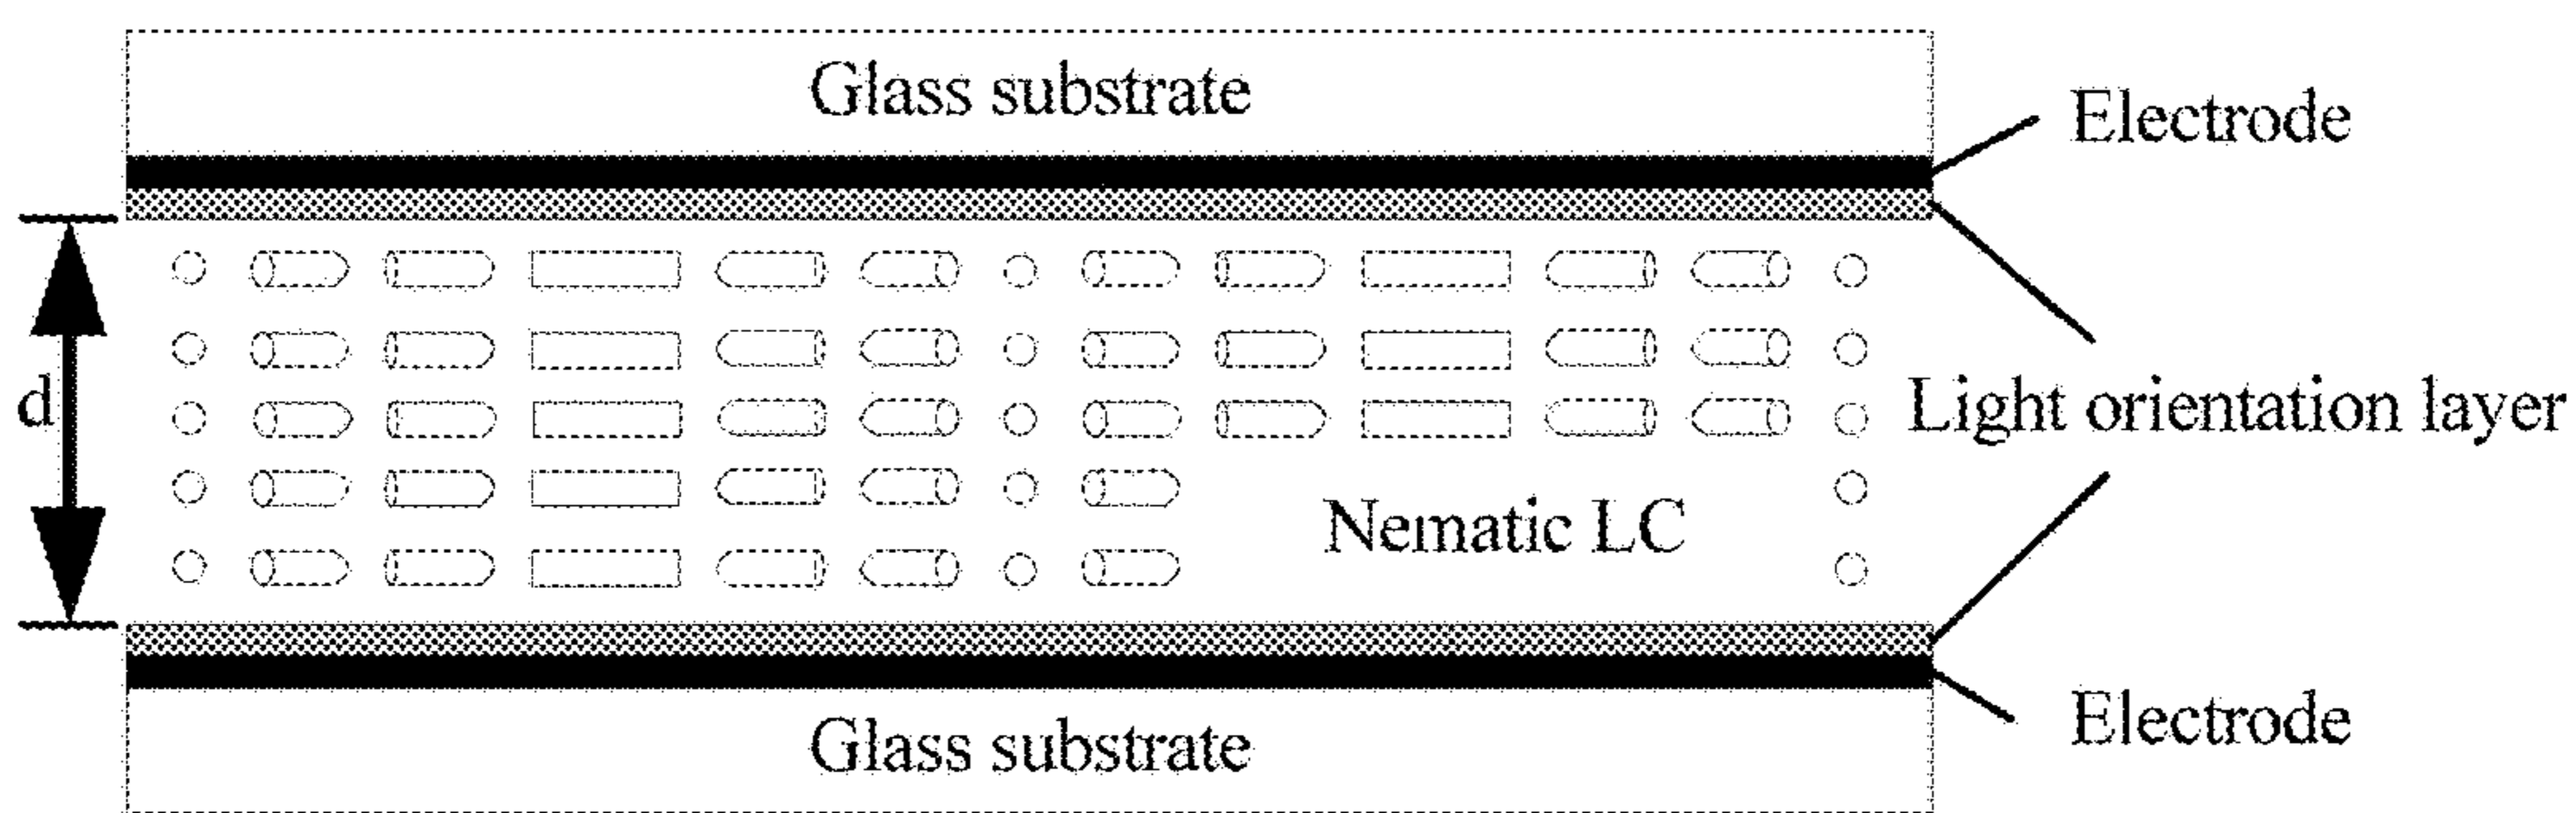 Glass substrate
Electrode
d
Light orientation layer
Nematic LC
Electrode
Glass substrate